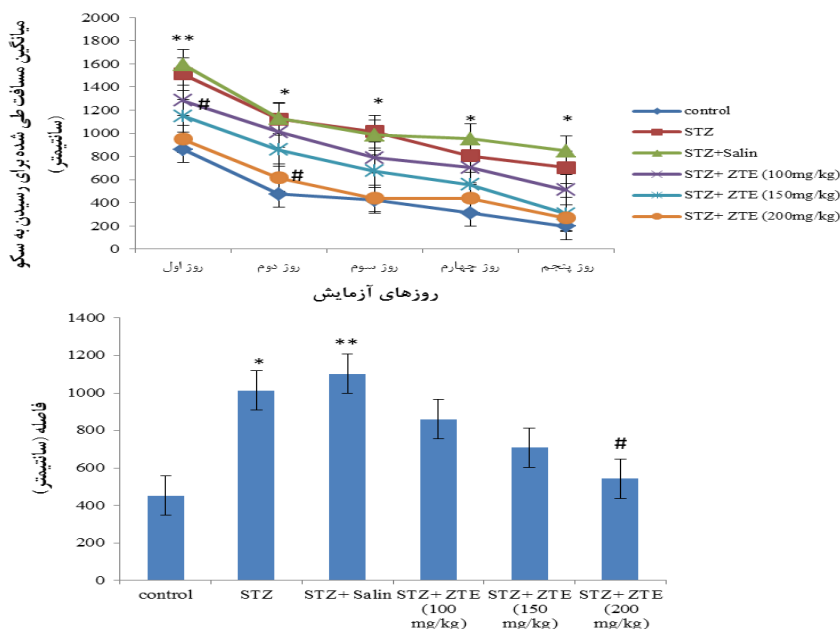 میانگین مسافت طی شده برای رسیدن به سکو
(سانتیمتر)
2000
1800
1600
1400
1200
1000
800
600
400
200
0
**
*
*
*
*
#
#
روز اول
روز دوم
روز سوم
روز چهارم
روز پنجم
روزهای آزمایش
control
STZ
STZ+Salin
STZ+ ZTE (100mg/kg)
STZ+ ZTE (150mg/kg)
STZ+ ZTE (200mg/kg)
فاصله (سانتیمتر)
1400
1200
1000
800
600
400
200
0
*
**
#
control
STZ
STZ+ Salin
STZ+ ZTE
(100
mg/kg)
STZ+ ZTE
(150
mg/kg)
STZ+ ZTE
(200
mg/kg)